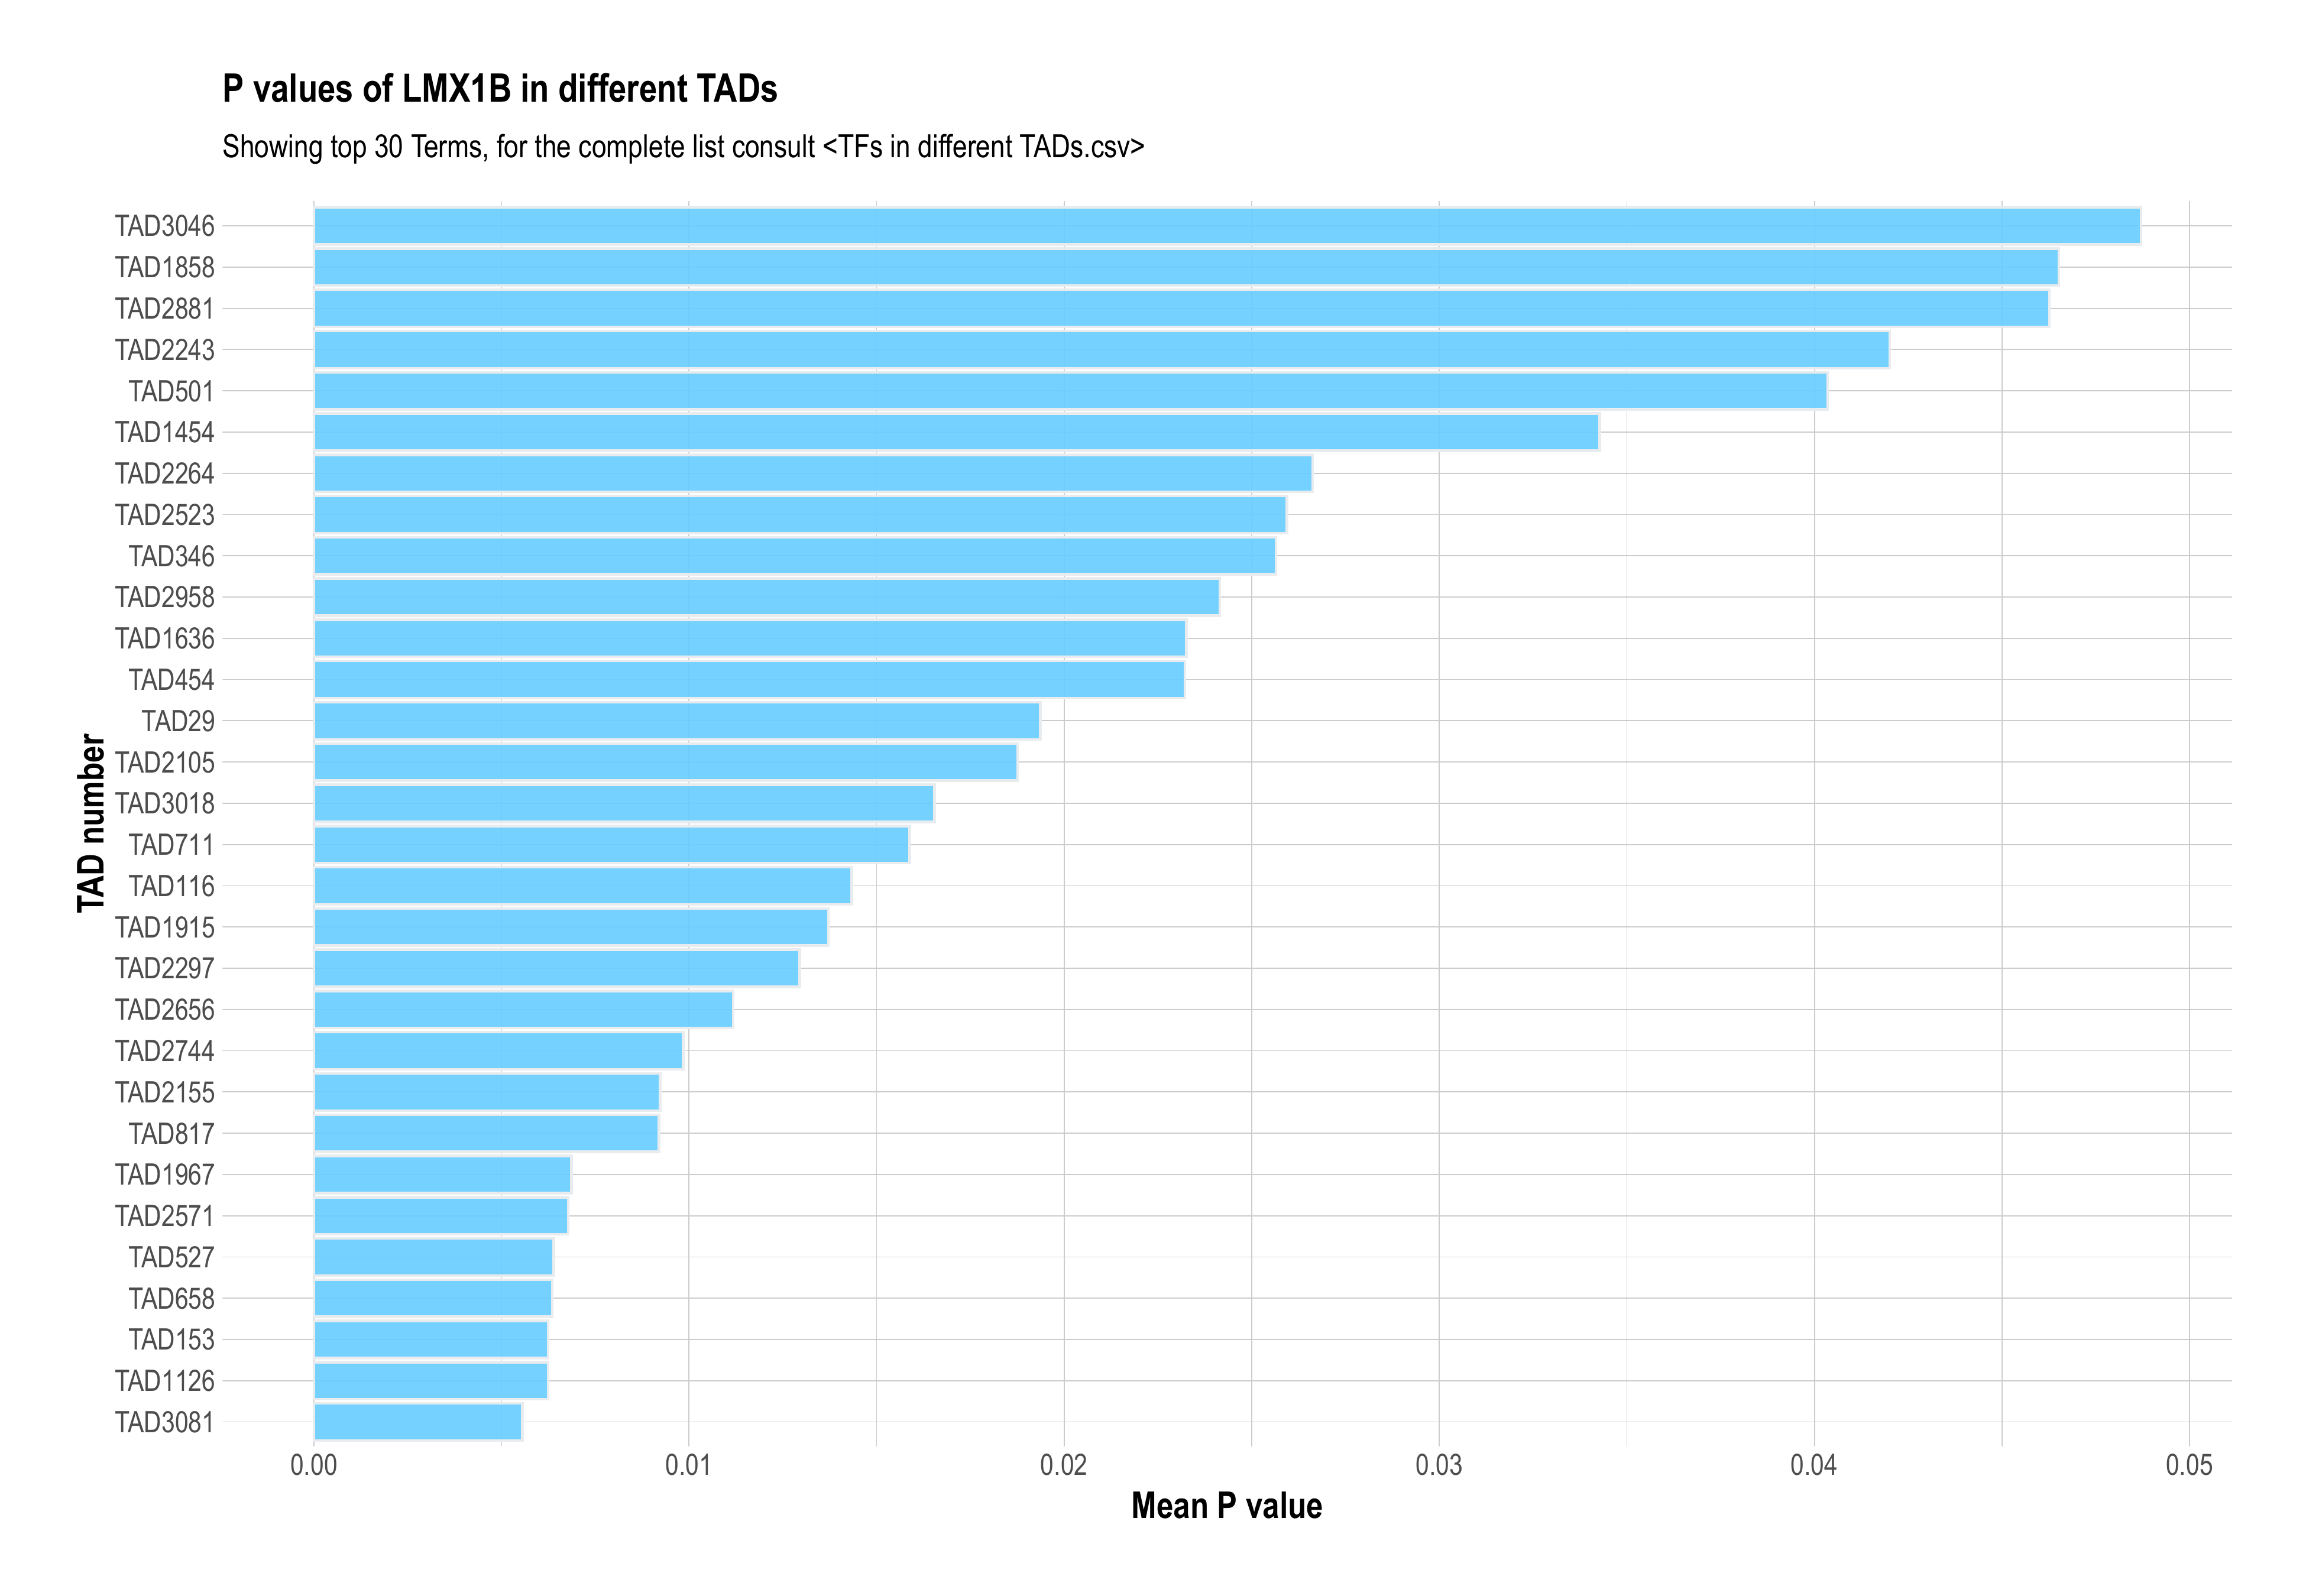 P values of LMX1B in different TADs
Showing top 30 Terms, for the complete list consult <TFs in different TADs.csv>
TAD number
TAD3046
TAD1858
TAD2881
TAD2243
TAD501
TAD1454
TAD2264
TAD2523
TAD346
TAD2958
TAD1636
TAD454
TAD29
TAD2105
TAD3018
TAD711
TAD116
TAD1915
TAD2297
TAD2656
TAD2744
TAD2155
TAD817
TAD1967
TAD2571
TAD527
TAD658
TAD153
TAD1126
TAD3081
0.00 0.01 0.02 0.03 0.04 0.05
Mean P value